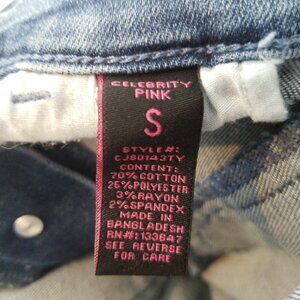 CELEBRITY
PINK
S
STYLE#:
CJ80143TY
CONTENT:
70%COTTON
25%POLYESTER
3%RAYON
2%SPANDEX
MADE IN
BANGLADESH
RN#:133647
SEE REVERSE
FOR CARE